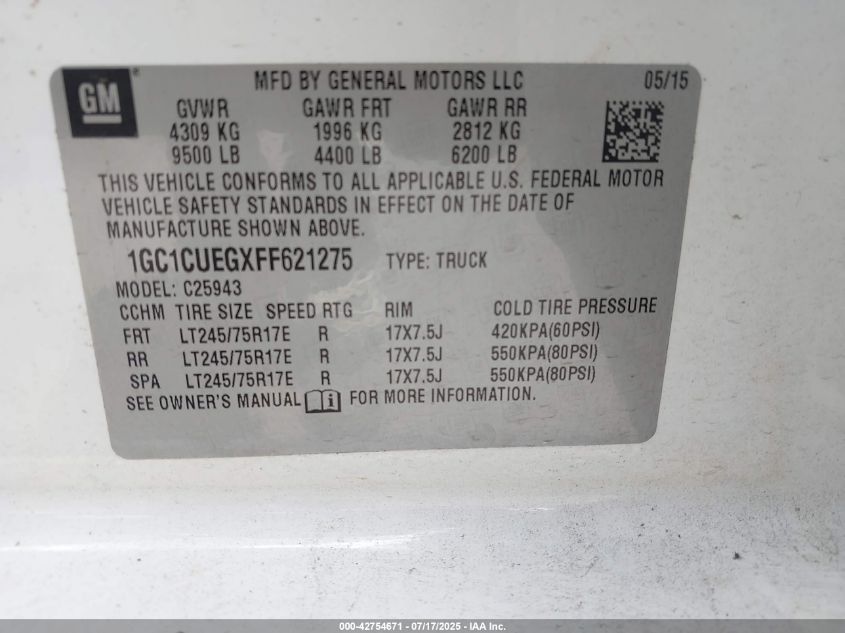 GM ®
MFD BY GENERAL MOTORS LLC 05/15
GVWR GAWR FRT GAWR RR
4309 KG 1996 KG 2812 KG
9500 LB 4400 LB 6200 LB
THIS VEHICLE CONFORMS TO ALL APPLICABLE U.S. FEDERAL MOTOR
VEHICLE SAFETY STANDARDS IN EFFECT ON THE DATE OF
MANUFACTURE SHOWN ABOVE.
1GC1CUEGXFF621275 TYPE: TRUCK
MODEL: C25943
CCHM TIRE SIZE SPEED RTG RIM COLD TIRE PRESSURE
FRT LT245/75R17E R 17X7.5J 420KPA(60PSI)
RR LT245/75R17E R 17X7.5J 550KPA(80PSI)
SPA LT245/75R17E R 17X7.5J 550KPA(80PSI)
SEE OWNER'S MANUAL i FOR MORE INFORMATION.
000-42754671 - 07/17/2025 - IAA Inc.